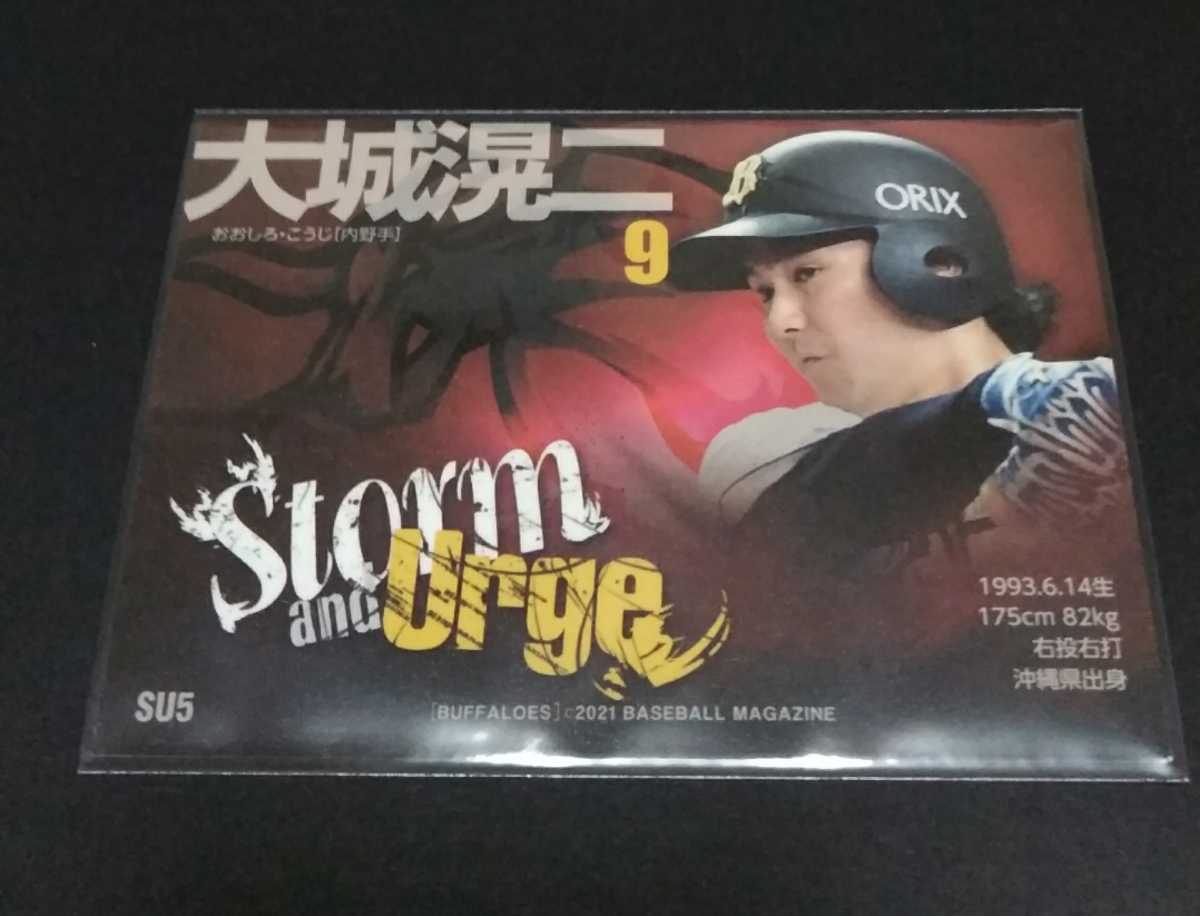 大城滉二
おおしろ・こうじ[内野手]
9
B
ORIX
Storm
and Urge
1993.6.14生
175cm 82kg
右投右打
沖縄県出身
SU5
[BUFFALOES]©2021 BASEBALL MAGAZINE